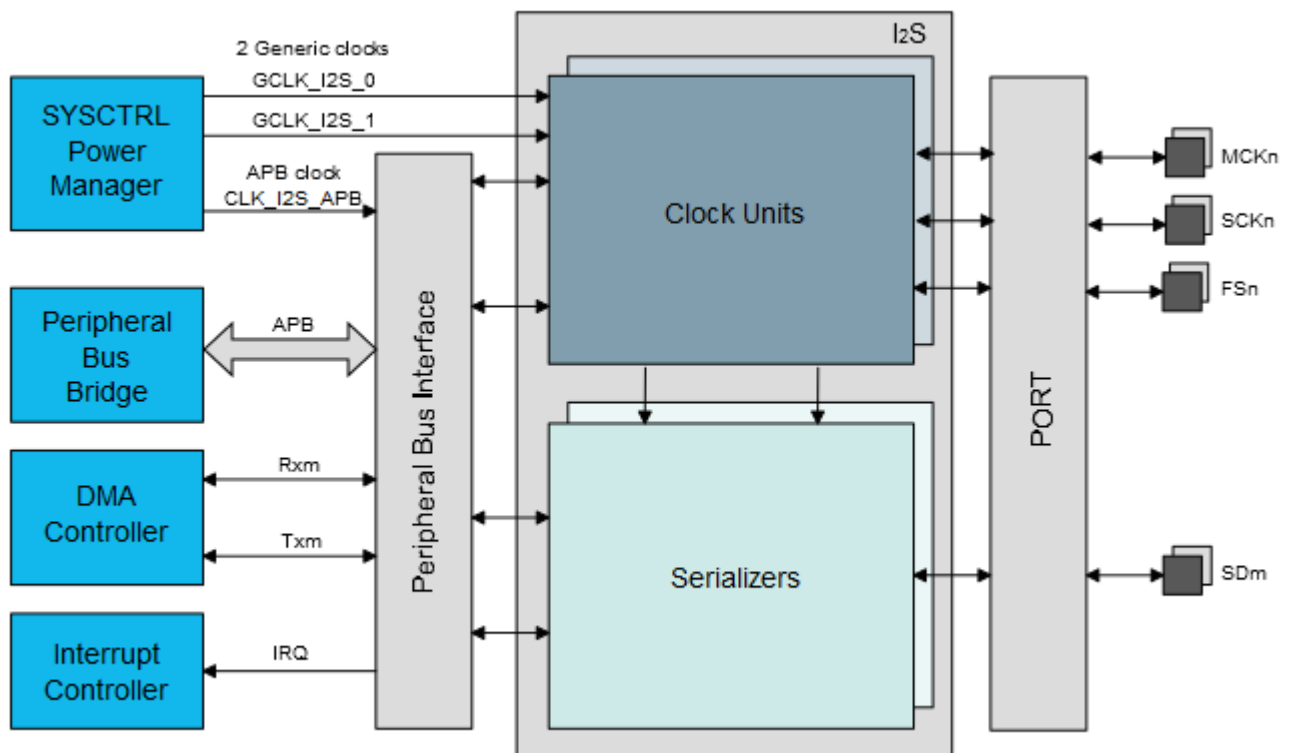 I2S
2 Generic clocks
GCLK_I2S_0
GCLK_I2S_1
SYSCTRL
Power
Manager
APB clock
CLK_I2S_APB
Clock Units
MCKn
SCKn
FSn
Peripheral
Bus
Bridge
APB
Peripheral Bus Interface
PORT
DMA
Controller
Rxm
Txm
Serializers
SDm
Interrupt
Controller
IRQ